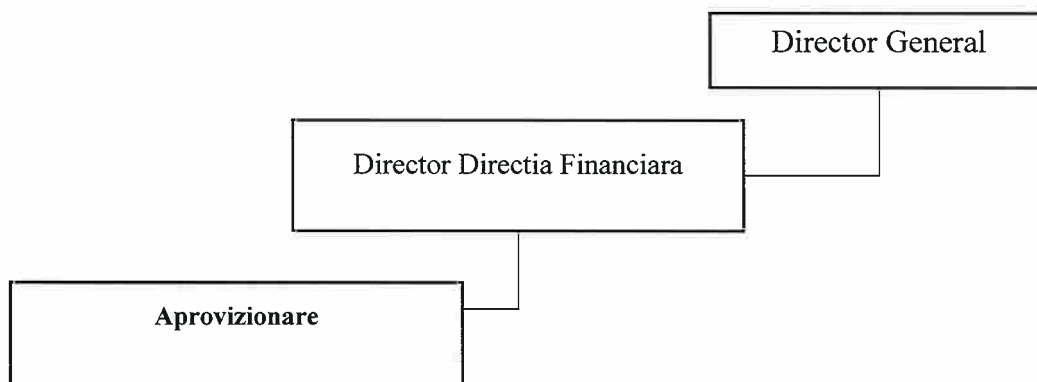 Director General
Director Directia Financiara
Aprovizionare